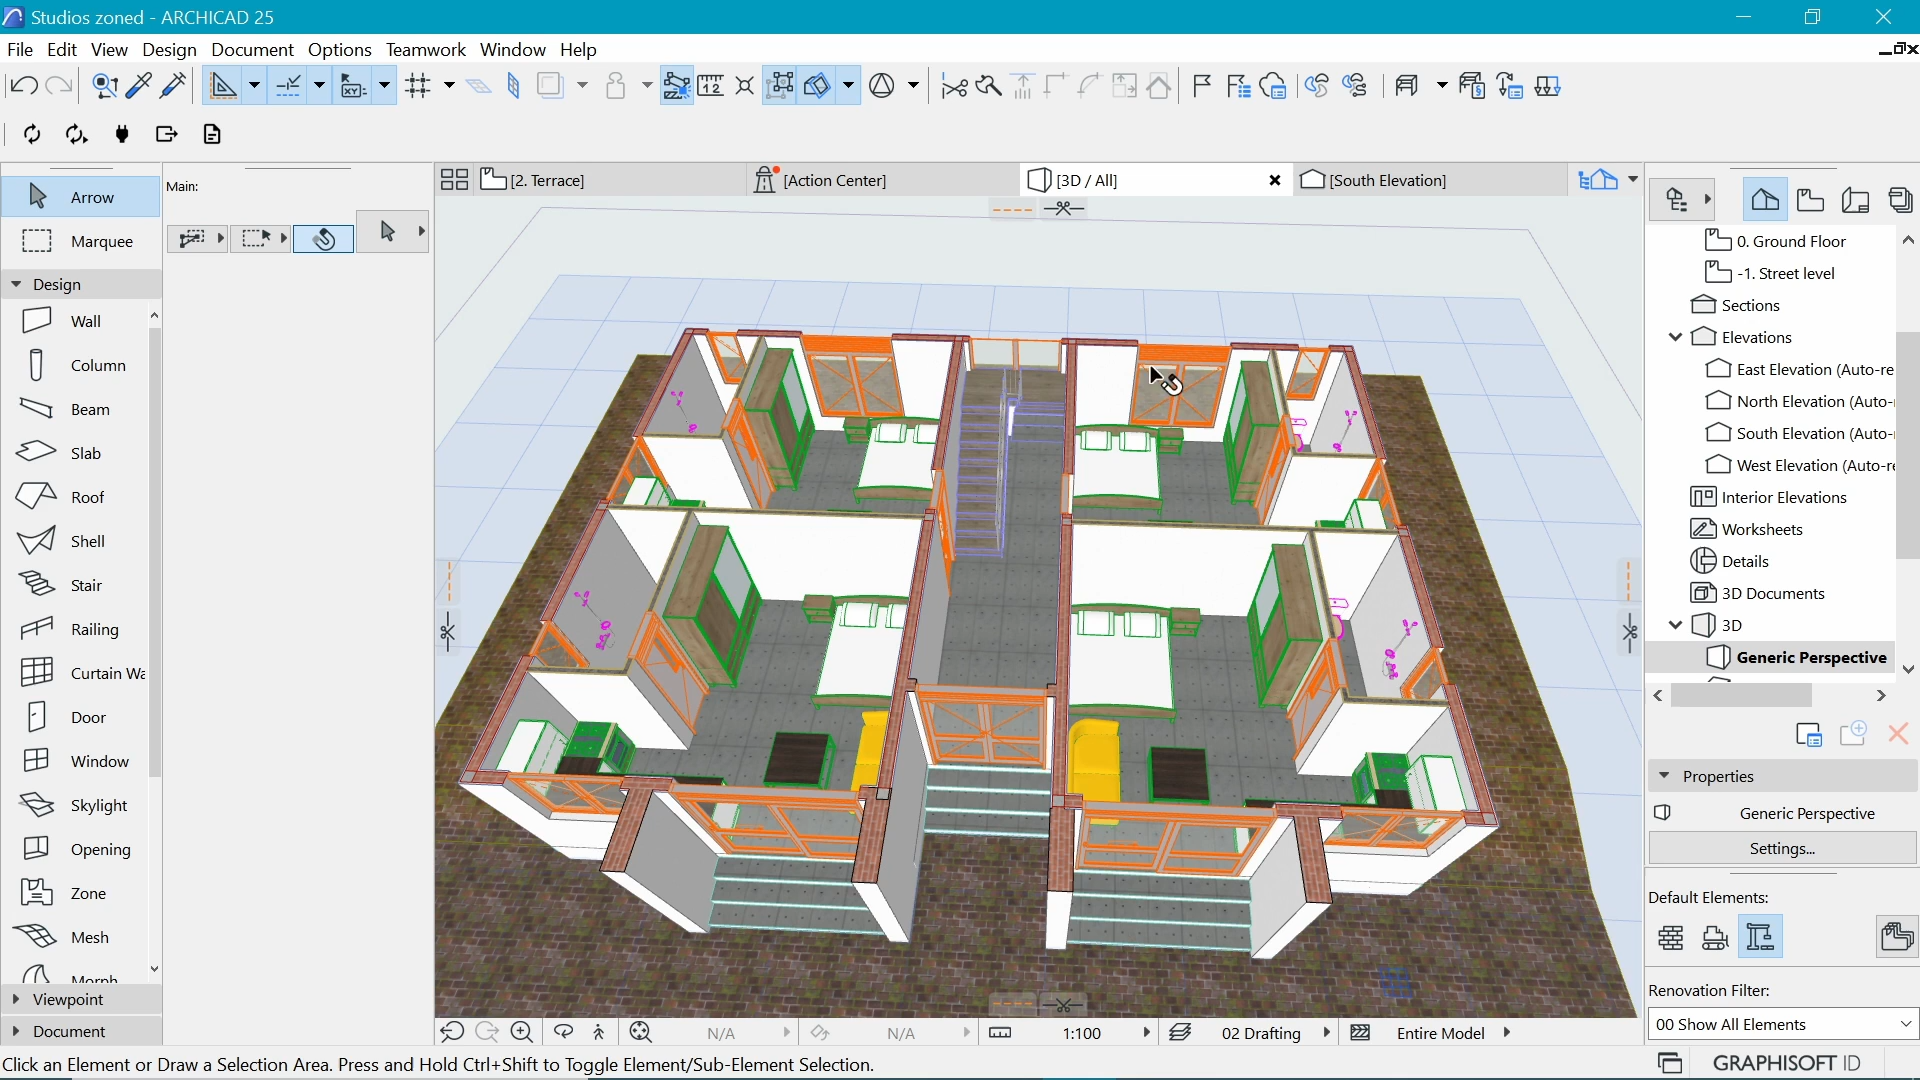 Studios zoned - ARCHICAD 25
File Edit View Design Document Options Teamwork Window Help
[2. Terrace]
[Action Center]
[3D / All]
[South Elevation]
Main:
Arrow
Marquee
Design
Wall
Column
Beam
Slab
Roof
Shell
Stair
Railing
Curtain Wa
Door
Window
Skylight
Opening
Zone
Mesh
Morph
Viewpoint
Document
0. Ground Floor
-1. Street level
Sections
Elevations
East Elevation (Auto-re
North Elevation (Auto-
South Elevation (Auto-
West Elevation (Auto-re
Interior Elevations
Worksheets
Details
3D Documents
3D
Generic Perspective
Properties
Generic Perspective
Settings...
Default Elements:
Renovation Filter:
00 Show All Elements
N/A
N/A
1:100
02 Drafting
Entire Model
Click an Element or Draw a Selection Area. Press and Hold Ctrl+Shift to Toggle Element/Sub-Element Selection.
GRAPHISOFT ID